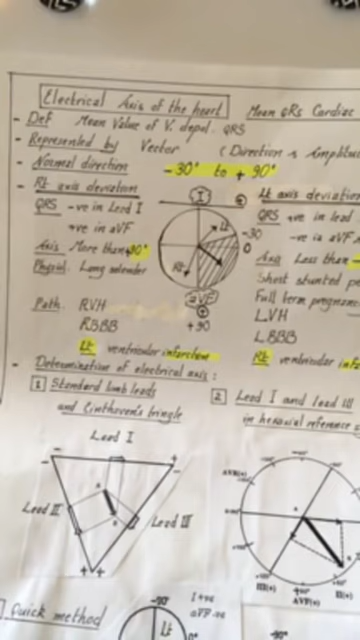 Electrical Axis of the heart Mean QRs Cardiac
- Def Mean Value of V. depol. QRS
- Represented by Vector (Direction &
- Normal direction -30° to + 90°
- Rt axis deviation
Lt axis deviation
QRS -ve in Lead I
+ve in aVF
Axis More than +90°
Physiol. Long slender
Path. RVH
RBBB
Lt ventricular infarction
I
Lt
Rt
-30
0
aVF
+90
QRS +ve in lead
-ve in aVF
Axis Less than
Short stunted
Full term
LVH
LBBB
Rt ventricular
- Determination of electrical axis :
1 Standard limb leads
and Einthoven's tringle
Lead I
Lead II
Lead III
2 Lead I and lead III
in hexaxial reference
Quick method
Lt
I +ve
aVF -ve
0°